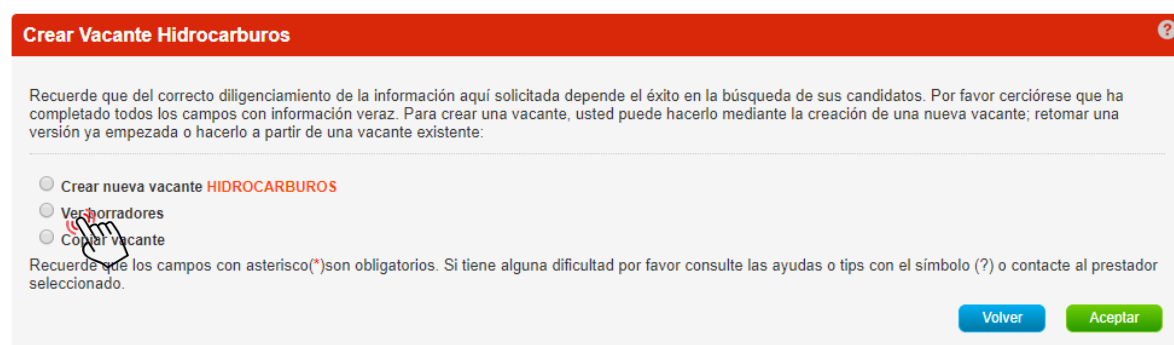 Crear Vacante Hidrocarburos
?
Recuerde que del correcto diligenciamiento de la información aquí solicitada depende el éxito en la búsqueda de sus candidatos. Por favor cerciórese que ha
completado todos los campos con información veraz. Para crear una vacante, usted puede hacerlo mediante la creación de una nueva vacante; retomar una
versión ya empezada o hacerlo a partir de una vacante existente:
Crear nueva vacante HIDROCARBUROS
Ver borradores
Copiar vacante
Recuerde que los campos con asterisco(*)son obligatorios. Si tiene alguna dificultad por favor consulte las ayudas o tips con el símbolo (?) o contacte al prestador
seleccionado.
Volver
Aceptar